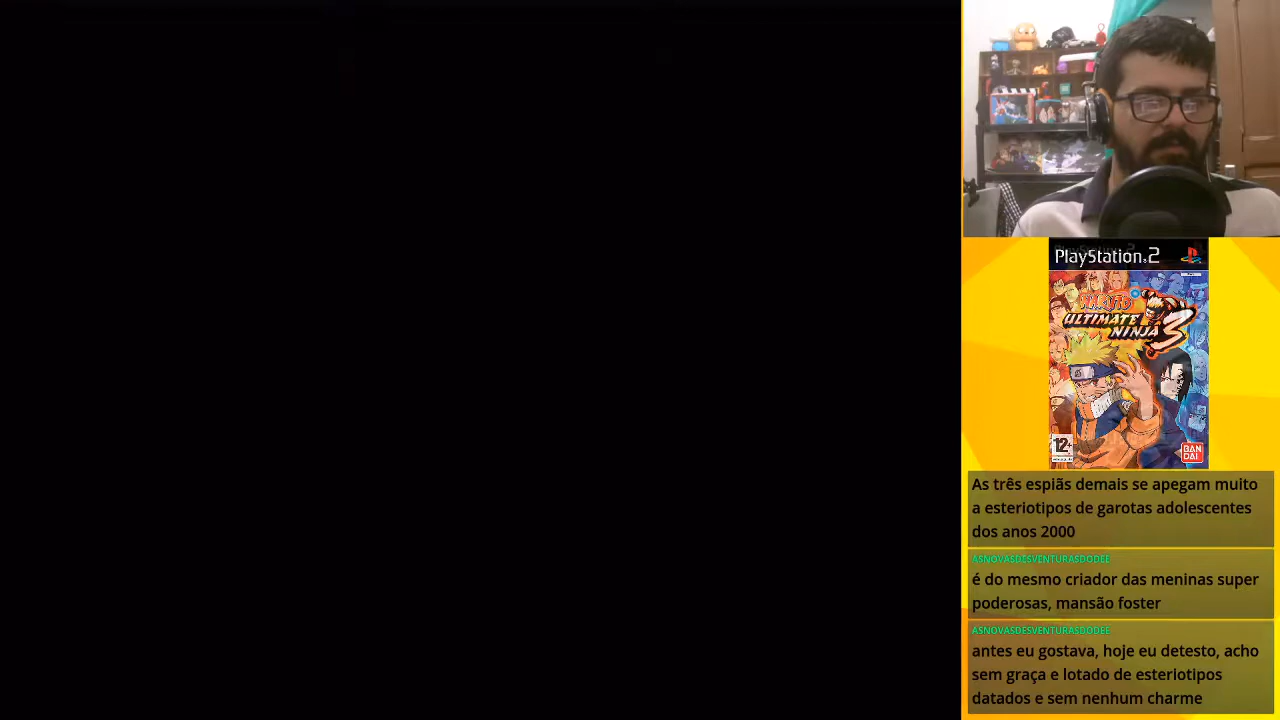 PlayStation.2
NARUTO
ULTIMATE
NINJA 3
12+
BAN
DAI
As três espiãs demais se apegam muito
a esteriotipos de garotas adolescentes
dos anos 2000
ASNOVASDESVENTURASDODEE
é do mesmo criador das meninas super
poderosas, mansão foster
ASNOVASDESVENTURASDODEE
antes eu gostava, hoje eu detesto, acho
sem graça e lotado de esteriotipos
datados e sem nenhum charme